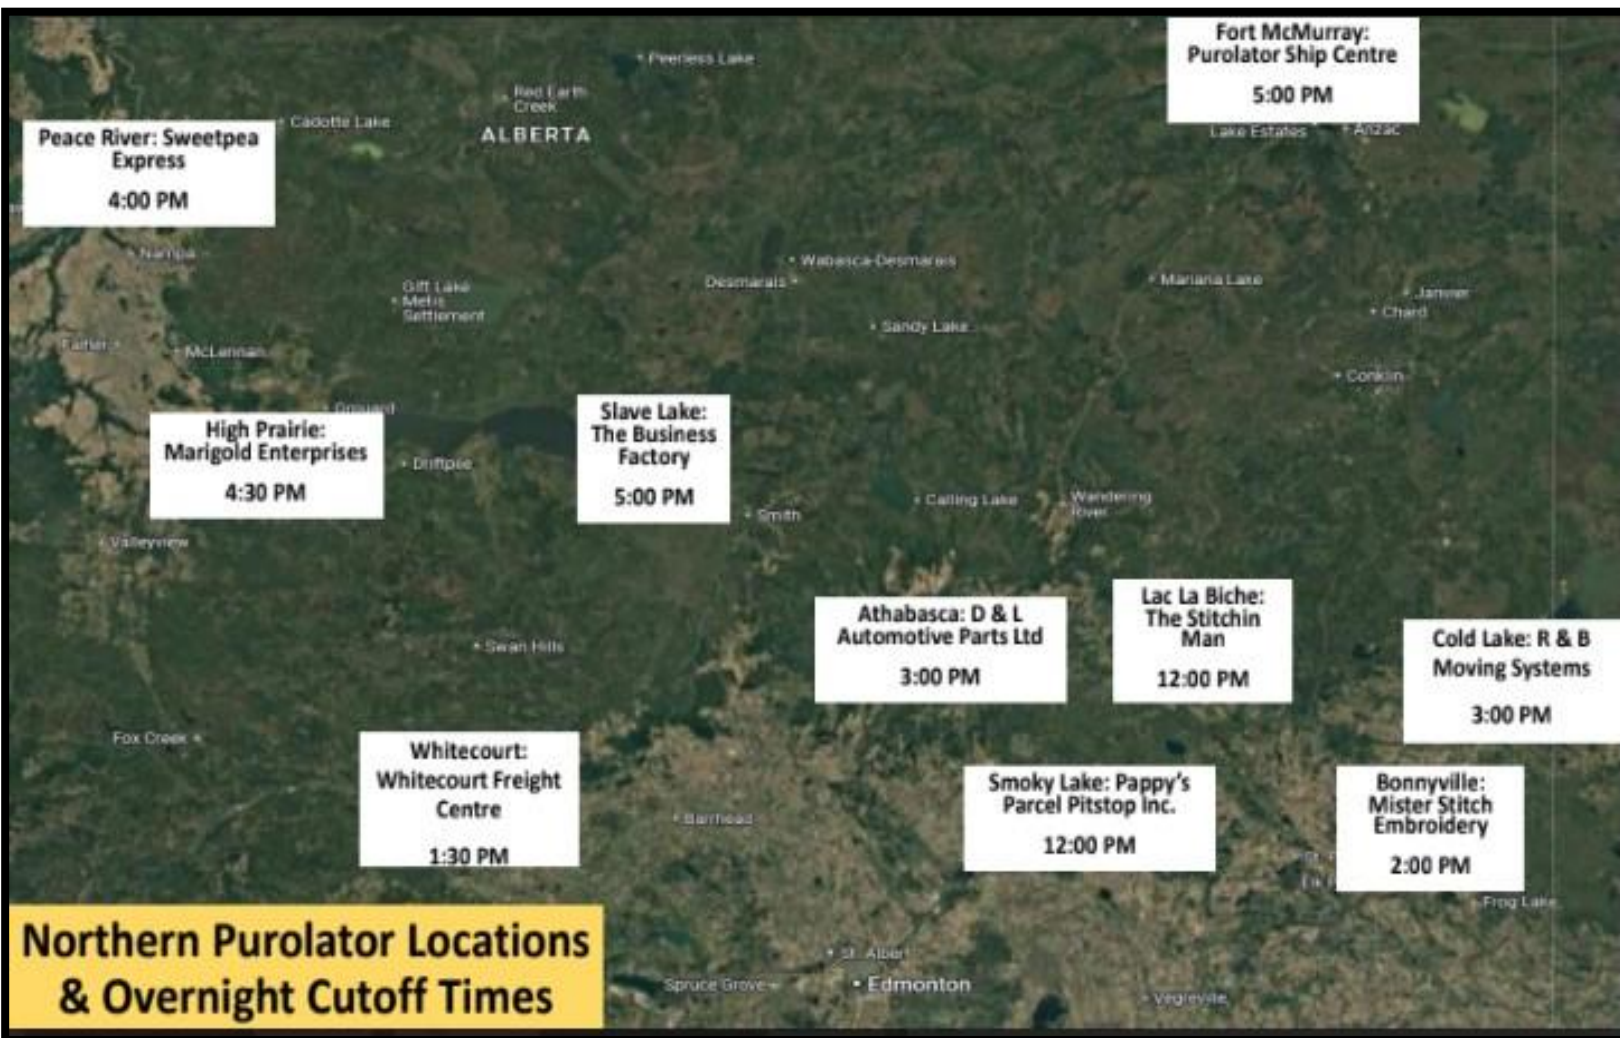 Fort McMurray:
Purolator Ship Centre
5:00 PM
Peerless Lake
Red Earth
Creek
ALBERTA
Cadotte Lake
Lake Estates
Anzac
Peace River: Sweetpea
Express
4:00 PM
Nampa
Wabasca-Desmarais
Desmarais
Mariana Lake
Janvier
Chard
Gift Lake
Metis
Settlement
Sandy Lake
Falher
McLennan
Conklin
Grouard
High Prairie:
Marigold Enterprises
4:30 PM
Driftpile
Slave Lake:
The Business
Factory
5:00 PM
Smith
Calling Lake
Wandering
River
Valleyview
Athabasca: D & L
Automotive Parts Ltd
3:00 PM
Lac La Biche:
The Stitchin
Man
12:00 PM
Cold Lake: R & B
Moving Systems
3:00 PM
Swan Hills
Fox Creek
Whitecourt:
Whitecourt Freight
Centre
1:30 PM
Barrhead
Smoky Lake: Pappy's
Parcel Pitstop Inc.
12:00 PM
Bonnyville:
Mister Stitch
Embroidery
2:00 PM
Frog Lake
Northern Purolator Locations
& Overnight Cutoff Times
St. Albert
Spruce Grove
Edmonton
Vegreville